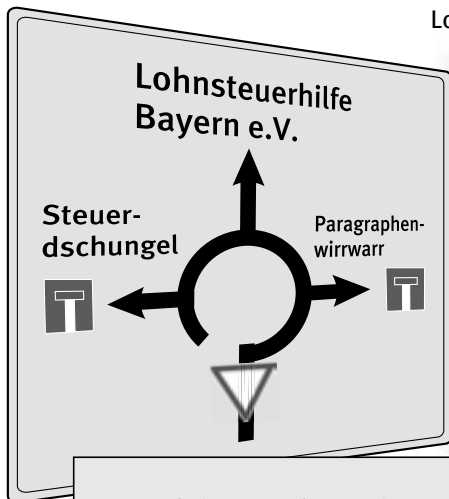 Lohnsteuerhilfe
Bayern e.V.
Steuer-
dschungel
Paragraphen-
wirrwarr